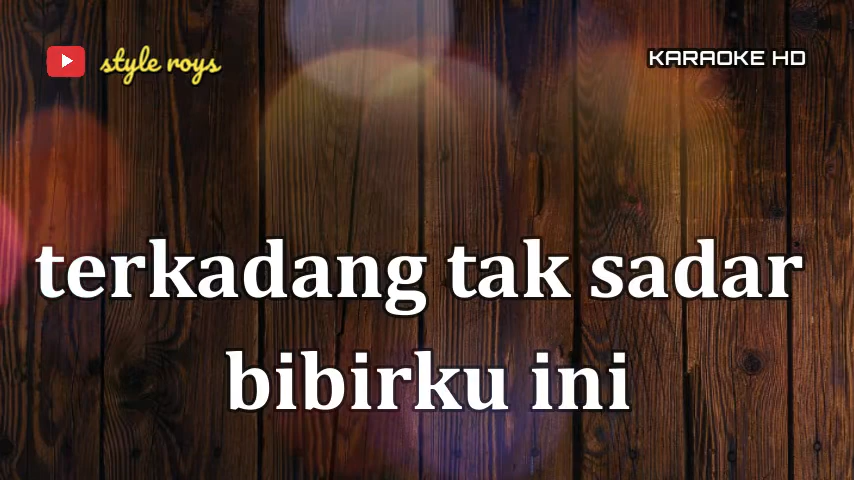 style roys
KARAOKE HD
terkadang tak sadar
bibirku ini